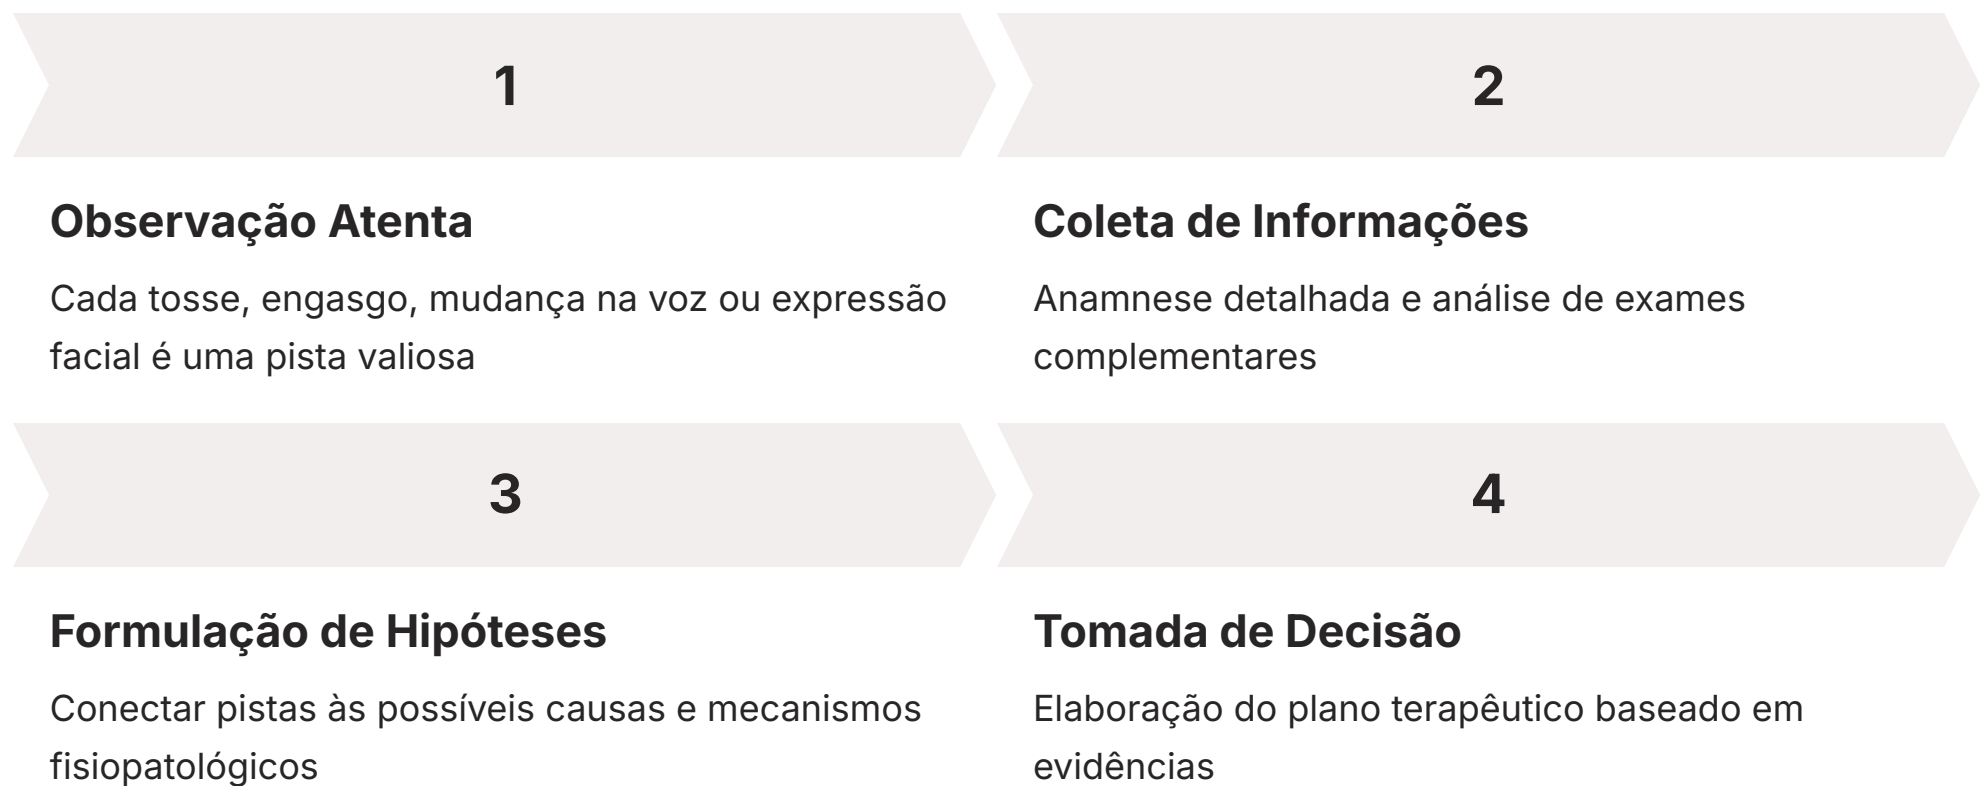 1
Observação Atenta
Cada tosse, engasgo, mudança na voz ou expressão
facial é uma pista valiosa
2
Coleta de Informações
Anamnese detalhada e análise de exames
complementares
3
Formulação de Hipóteses
Conectar pistas às possíveis causas e mecanismos
fisiopatológicos
4
Tomada de Decisão
Elaboração do plano terapêutico baseado em
evidências